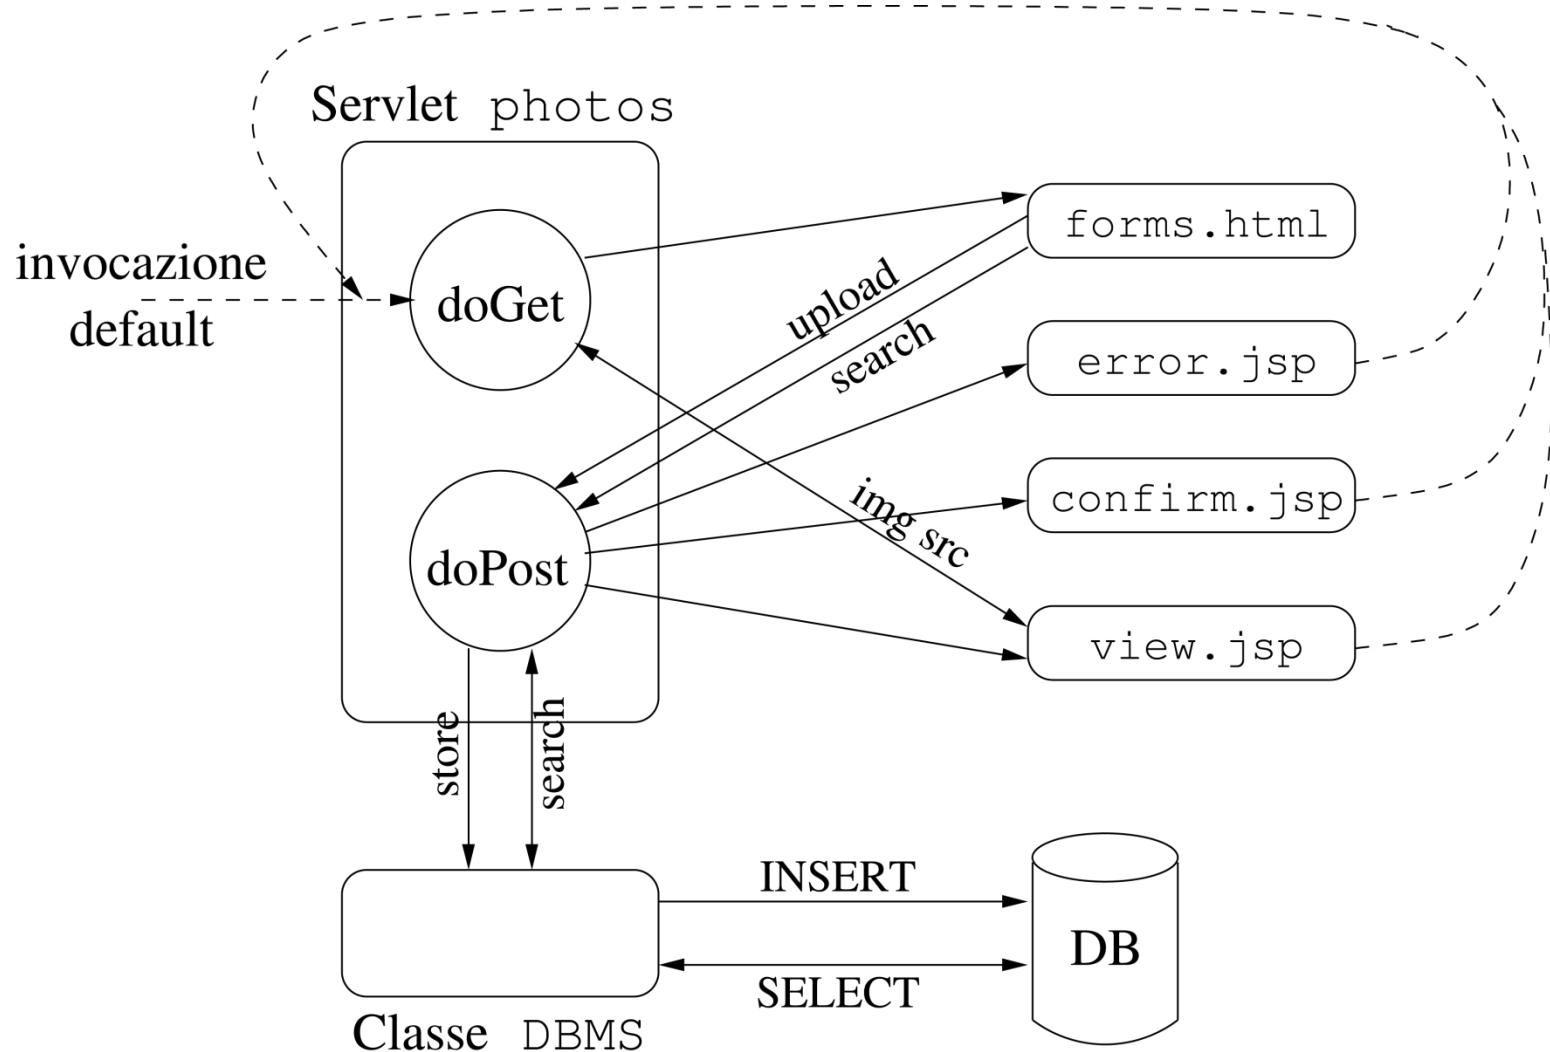 Servlet photos
invocazione
default
doGet
forms.html
upload
search
error.jsp
img src
confirm.jsp
doPost
view.jsp
store
search
INSERT
SELECT
DB
Classe DBMS